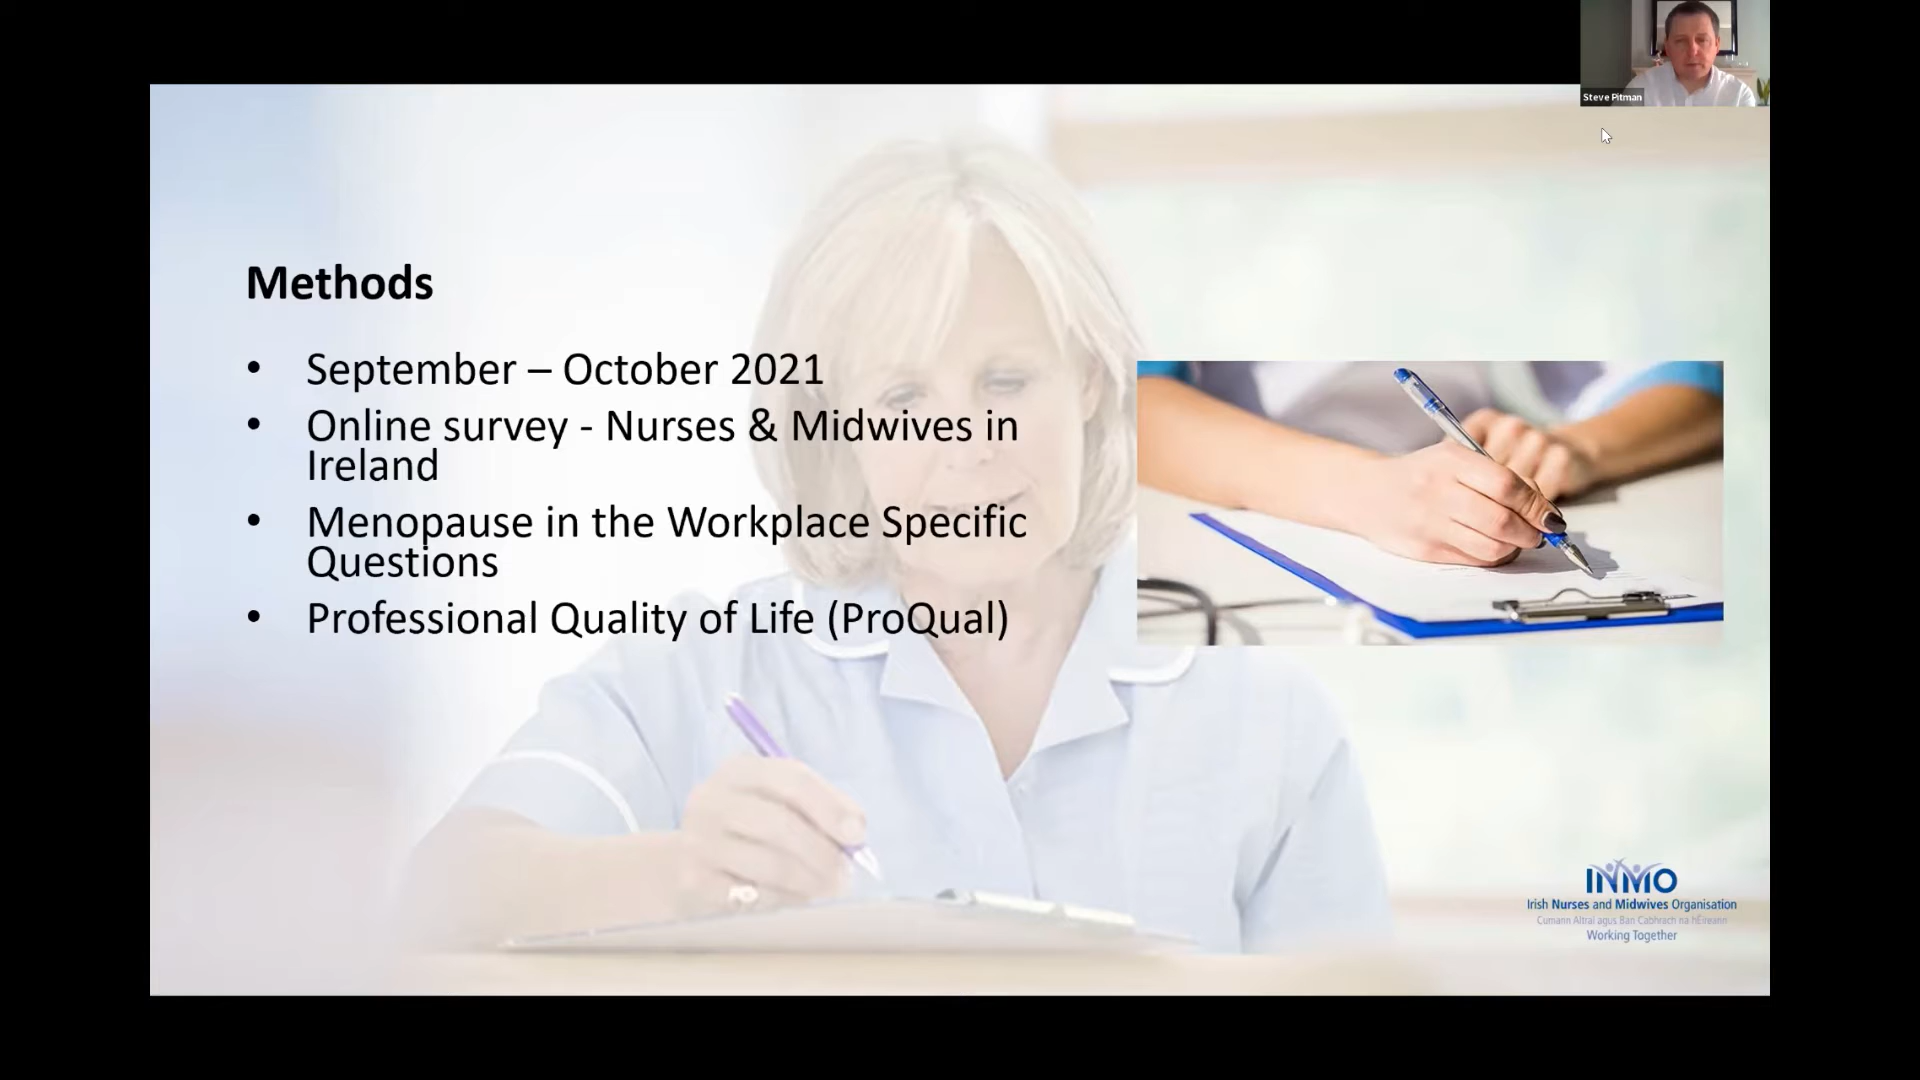 Steve Pitman
Methods
• September – October 2021
• Online survey - Nurses & Midwives in
Ireland
• Menopause in the Workplace Specific
Questions
• Professional Quality of Life (ProQual)
INMO
Irish Nurses and Midwives Organisation
Cumann Altraí agus Ban Cabhrach na hÉireann
Working Together